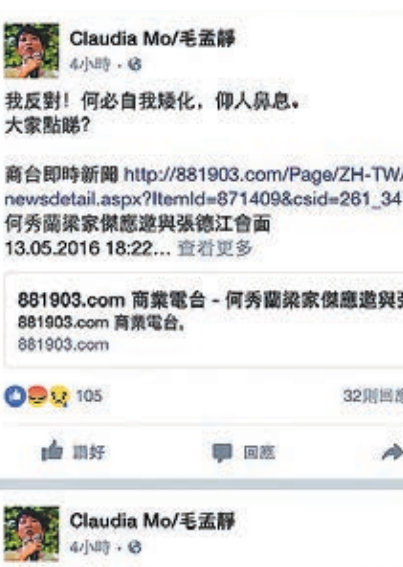 Claudia Mo/毛孟靜
4小時 ·
我反對！何必自我矮化，仰人鼻息。
大家點睇？
商台即時新聞 http://881903.com/Page/ZH-TW/
newsdetail.aspx?ItemId=871409&csid=261_34
何秀蘭梁家傑應邀與張德江會面
13.05.2016 18:22... 查看更多
881903.com 商業電台 - 何秀蘭梁家傑應邀與張
881903.com 商業電台。
881903.com
105
32則回應
讚好
回應
Claudia Mo/毛孟靜
4小時 ·